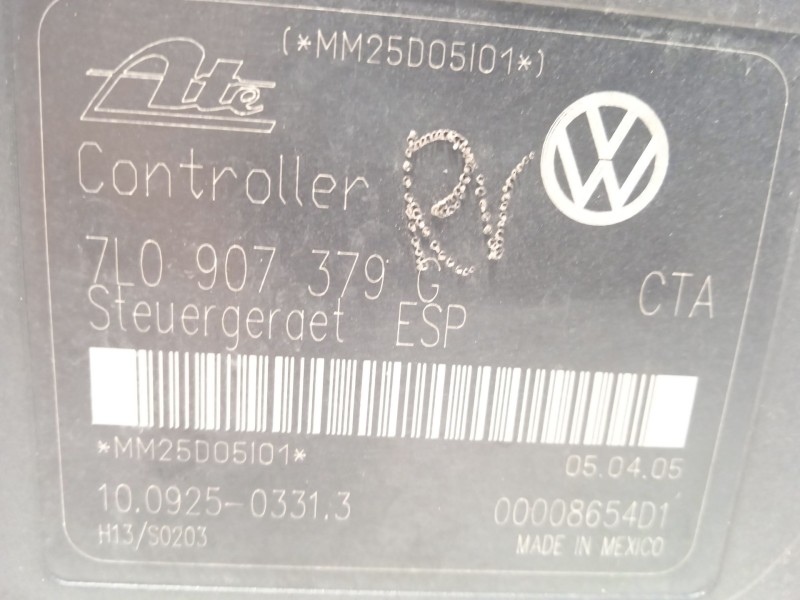 (*MM25D05I01*)
Ate
Controller
RV
7L0 907 379 G
CTA
Steuergeraet ESP
*MM25D05I01*
05.04.05
10.0925-0331.3
00008654D1
H13/S0203
MADE IN MEXICO